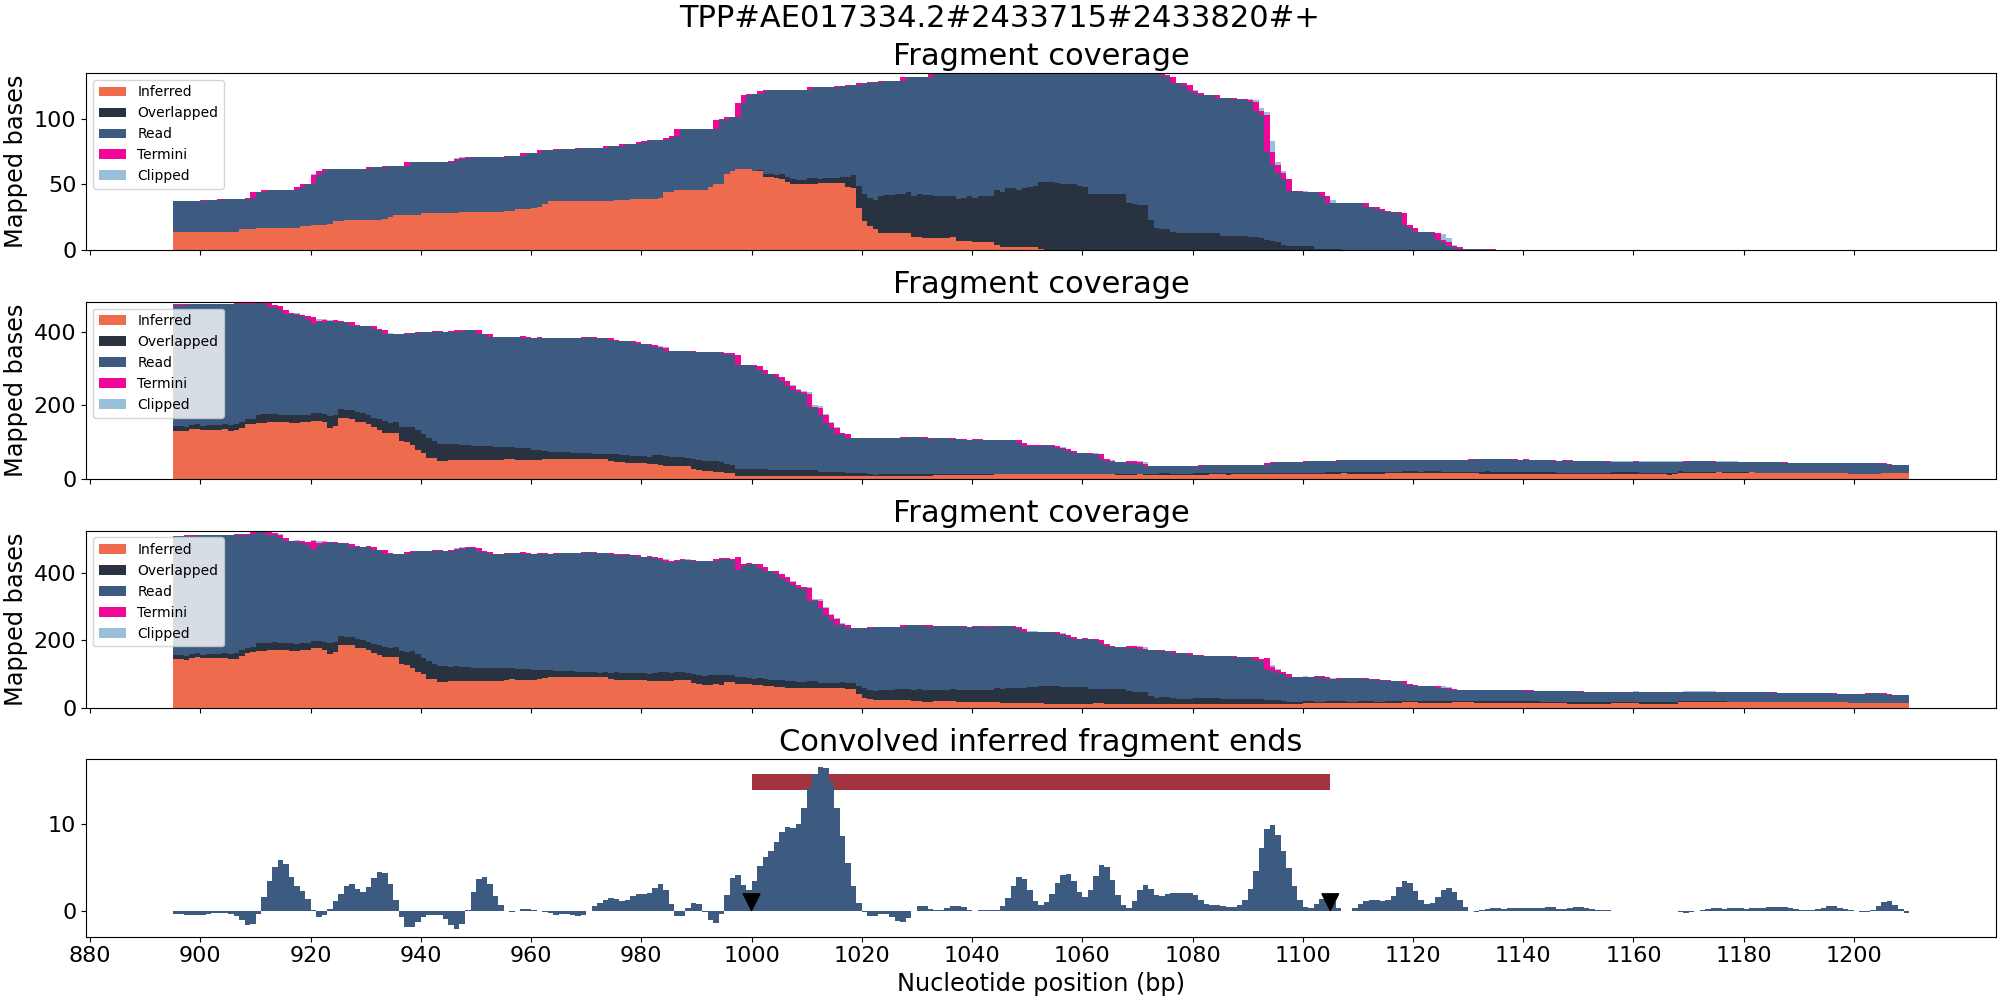 TPP#AE017334.2#2433715#2433820#+
Fragment coverage
Mapped bases
100
50
0
Inferred
Overlapped
Read
Termini
Clipped
Fragment coverage
Mapped bases
400
200
0
Inferred
Overlapped
Read
Termini
Clipped
Fragment coverage
Mapped bases
400
200
0
Inferred
Overlapped
Read
Termini
Clipped
Convolved inferred fragment ends
10
0
880 900 920 940 960 980 1000 1020 1040 1060 1080 1100 1120 1140 1160 1180 1200
Nucleotide position (bp)